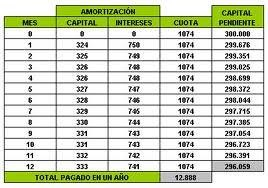 AMORTIZACIÓN
MES CAPITAL INTERESES CUOTA CAPITAL PENDIENTE
0 0 0 1074 300.000
1 324 750 1074 299.676
2 325 749 1074 299.351
3 326 748 1074 299.025
4 326 748 1074 298.699
5 327 747 1074 298.372
6 328 746 1074 298.044
7 329 745 1074 297.715
8 330 744 1074 297.385
9 331 743 1074 297.054
10 331 743 1074 296.723
11 332 742 1074 296.391
12 333 741 1074 296.059
TOTAL PAGADO EN UN AÑO 12.888